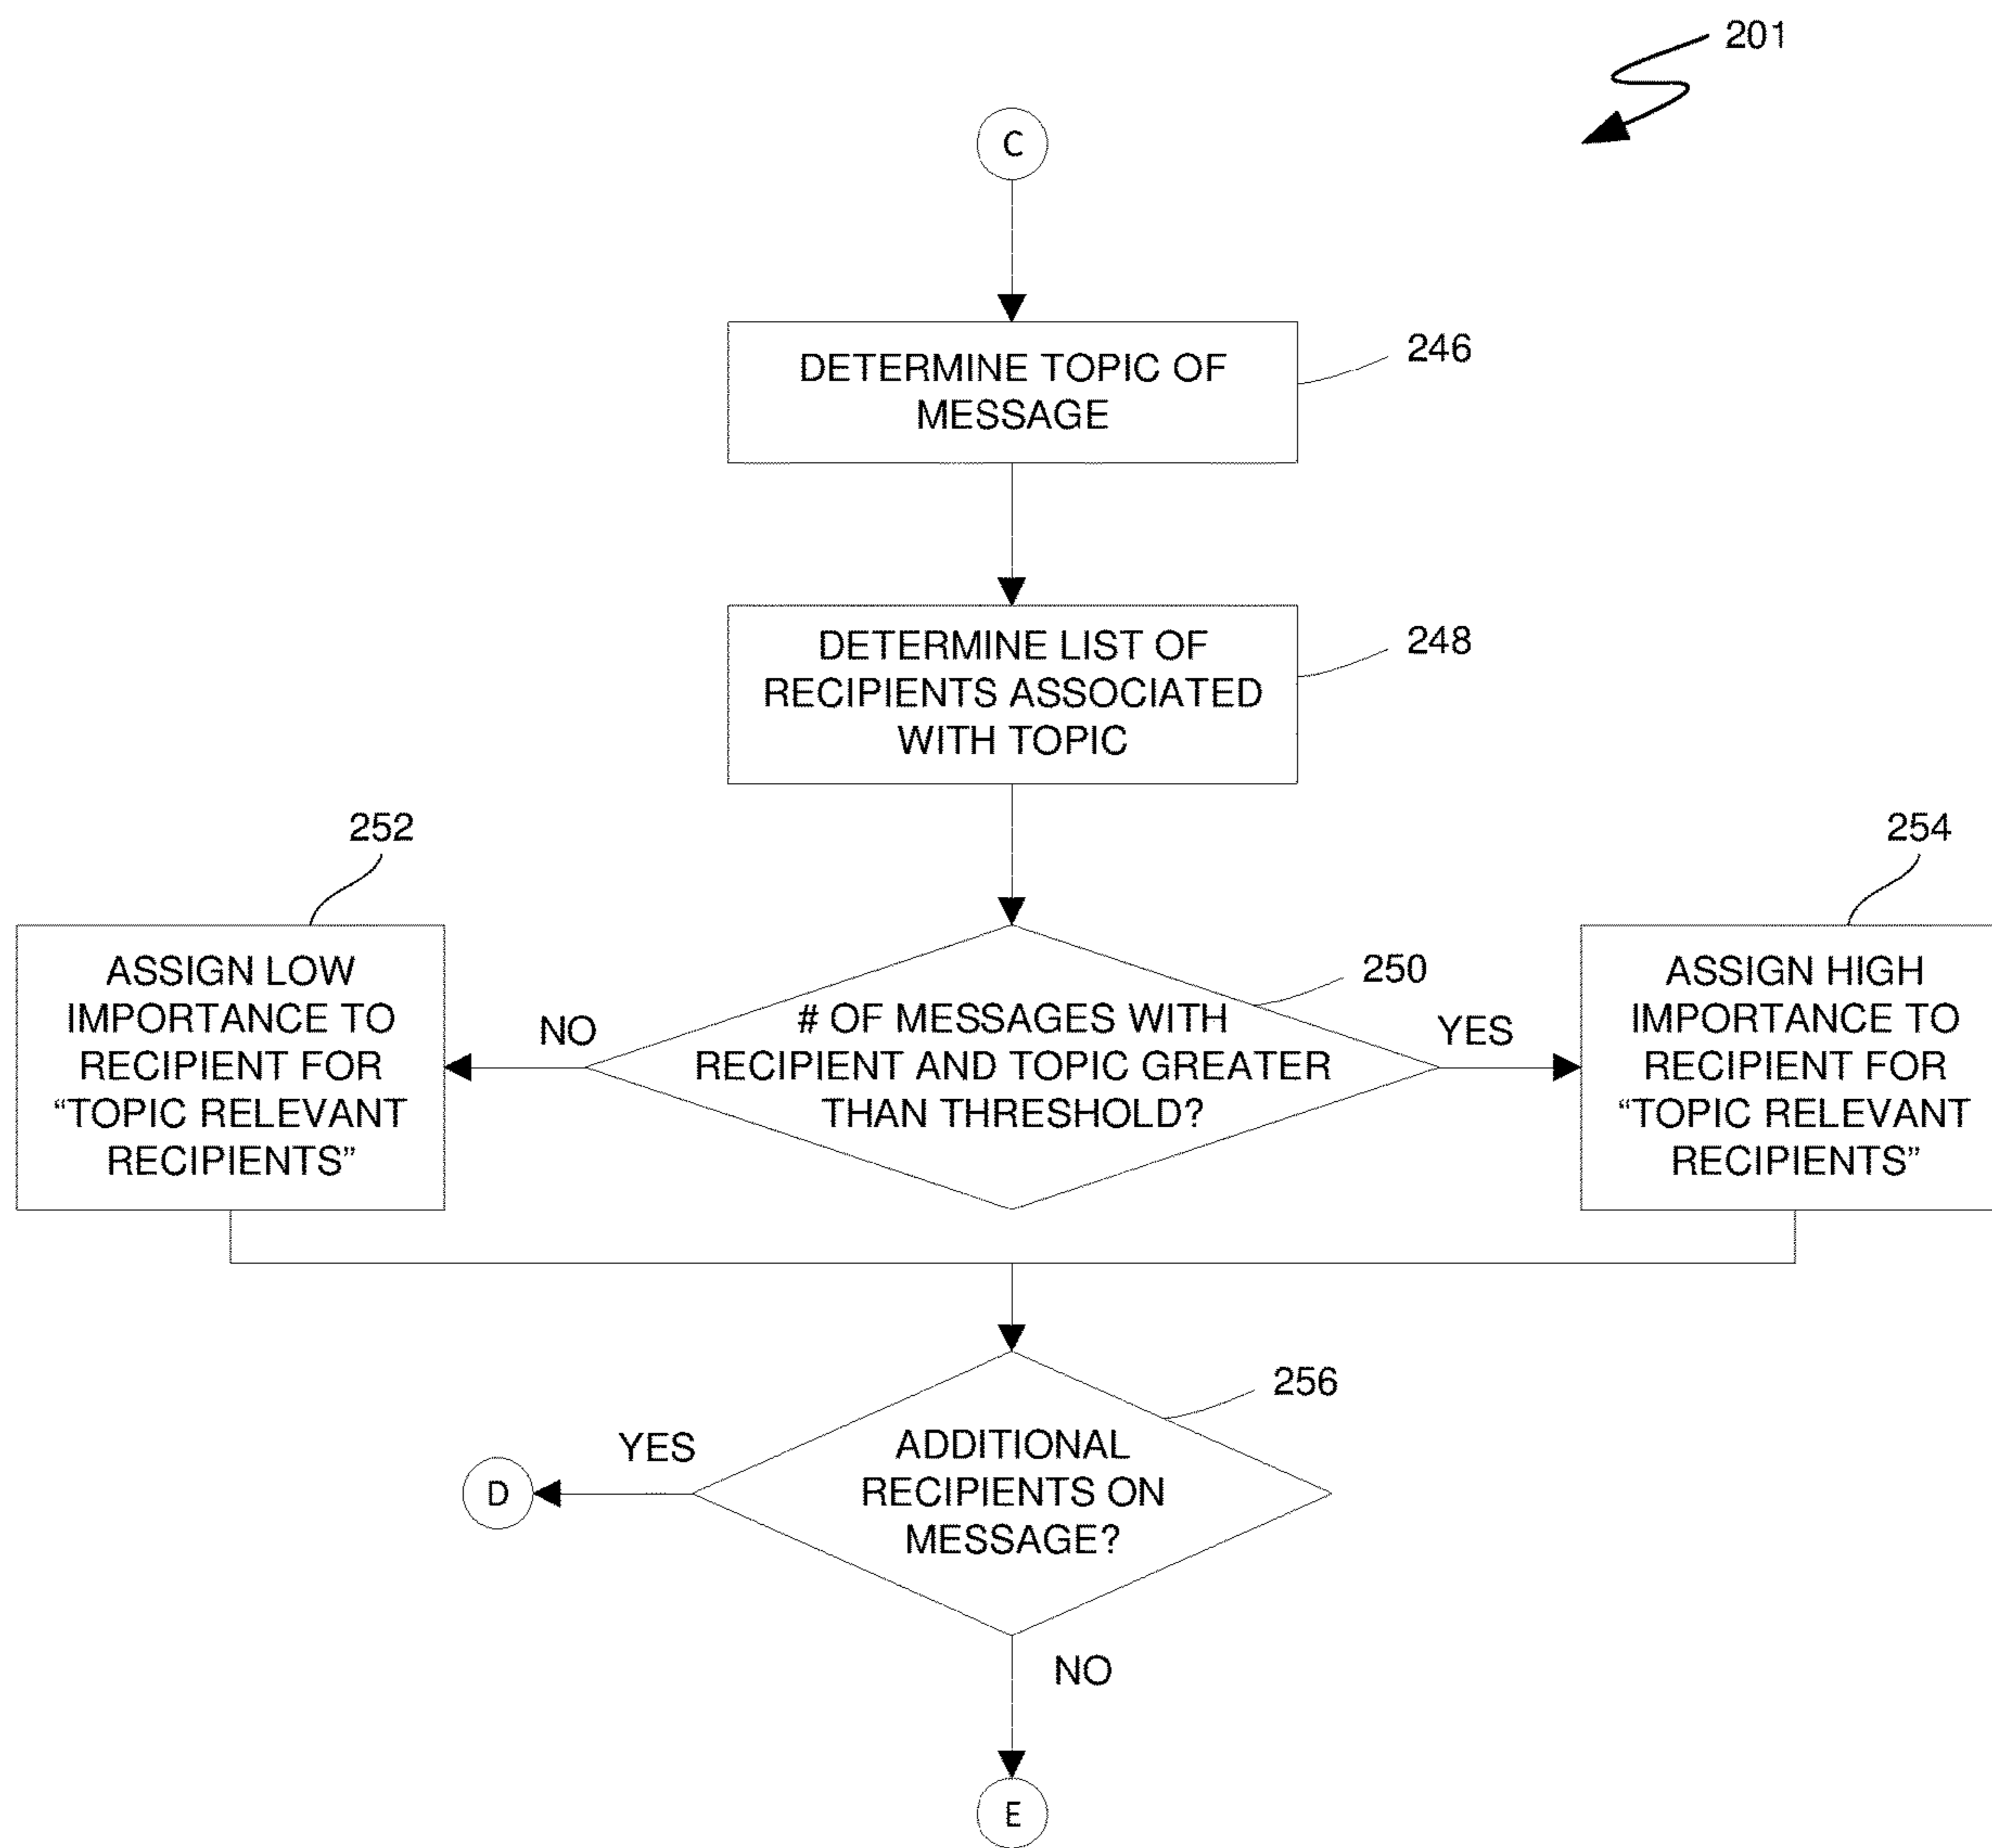 201
C
DETERMINE TOPIC OF
MESSAGE
246
DETERMINE LIST OF
RECIPIENTS ASSOCIATED
WITH TOPIC
248
252
ASSIGN LOW
IMPORTANCE TO
RECIPIENT FOR
“TOPIC RELEVANT
RECIPIENTS”
NO
# OF MESSAGES WITH
RECIPIENT AND TOPIC GREATER
THAN THRESHOLD?
250
YES
254
ASSIGN HIGH
IMPORTANCE TO
RECIPIENT FOR
“TOPIC RELEVANT
RECIPIENTS”
256
ADDITIONAL
RECIPIENTS ON
MESSAGE?
YES
D
NO
E